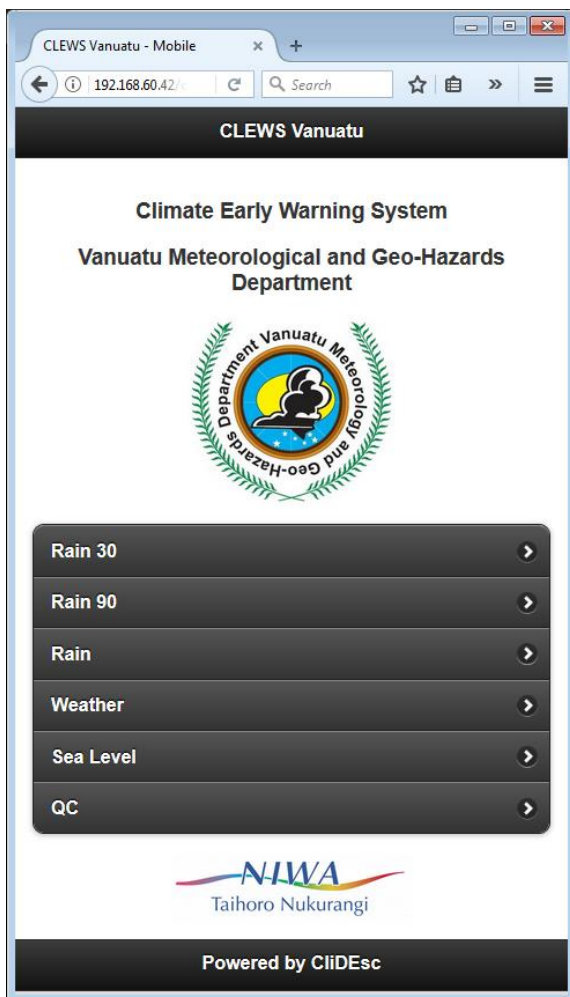 CLEWS Vanuatu - Mobile
192.168.60.42/
Search
CLEWS Vanuatu
Climate Early Warning System
Vanuatu Meteorological and Geo-Hazards
Department
Department Vanuatu Meteorology and Geo-Hazards
Rain 30
Rain 90
Rain
Weather
Sea Level
QC
NIWA
Taihoro Nukurangi
Powered by CliDEsc